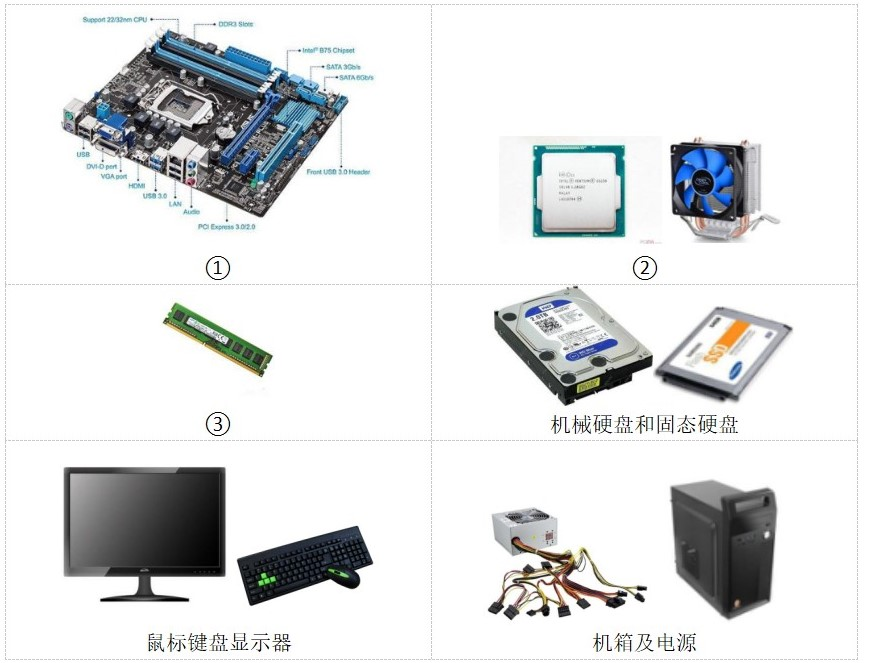 Support 22/32nm CPU
DDR3 Slots
Intel® B75 Chipset
SATA 3Gb/s
SATA 6Gb/s
USB
DVI-D port
VGA port
HDMI
USB 3.0
LAN
Audio
PCI Express 3.0/2.0
Front USB 3.0 Header
①
②
③
2.0TB
SSD
机械硬盘和固态硬盘
鼠标键盘显示器
机箱及电源